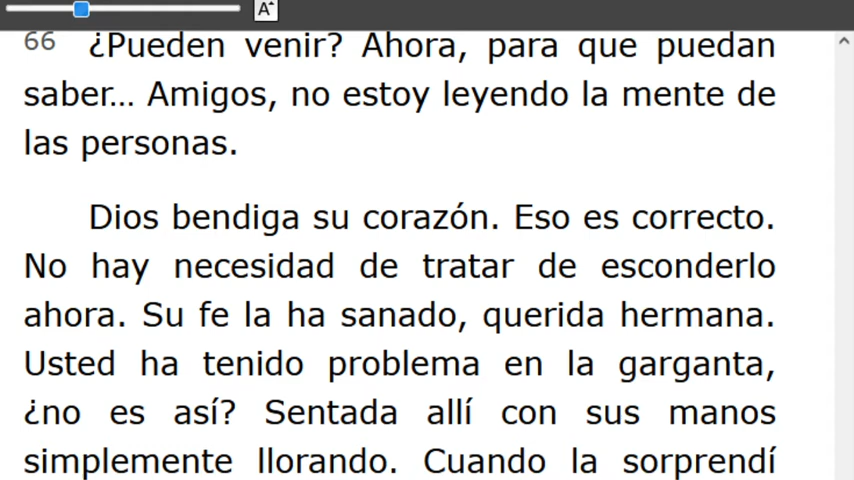 A
66 ¿Pueden venir? Ahora, para que puedan
saber... Amigos, no estoy leyendo la mente de
las personas.
Dios bendiga su corazón. Eso es correcto.
No hay necesidad de tratar de esconderlo
ahora. Su fe la ha sanado, querida hermana.
Usted ha tenido problema en la garganta,
¿no es así? Sentada allí con sus manos
simplemente llorando. Cuando la sorprendí